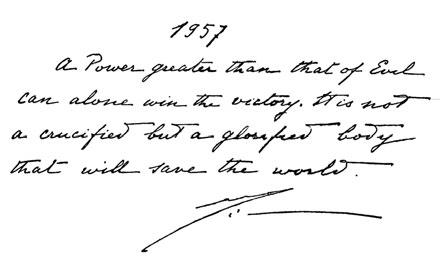 1957
A Power greater than that of Evil
can alone win the victory. It is not
a crucified but a glorified body
that will save the world.